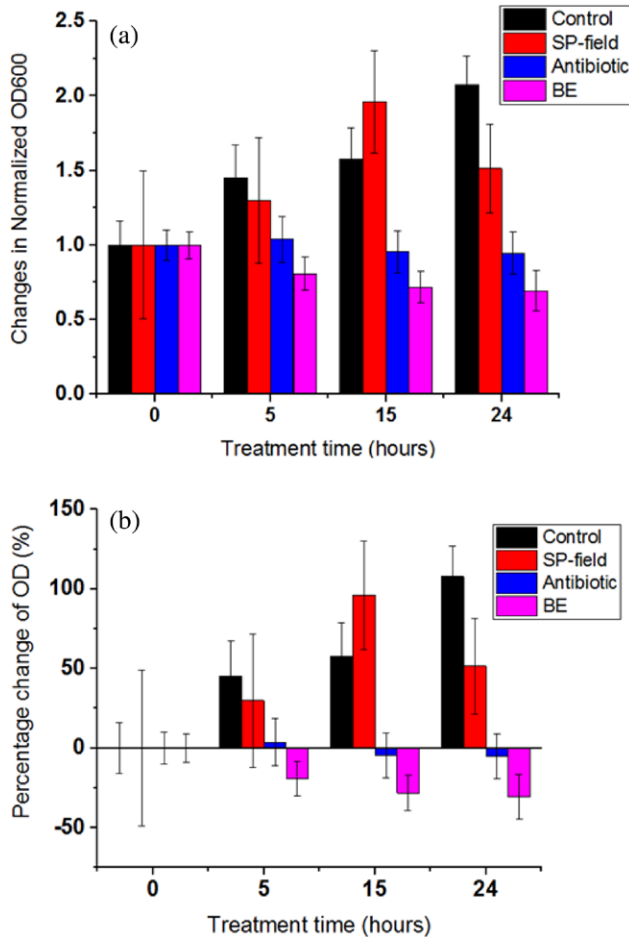 (a)
Control
SP-field
Antibiotic
BE
Changes in Normalized OD600
2.5
2.0
1.5
1.0
0.5
0.0
0 5 15 24
Treatment time (hours)
(b)
Control
SP-field
Antibiotic
BE
Percentage change of OD (%)
150
100
50
0
-50
0 5 15 24
Treatment time (hours)